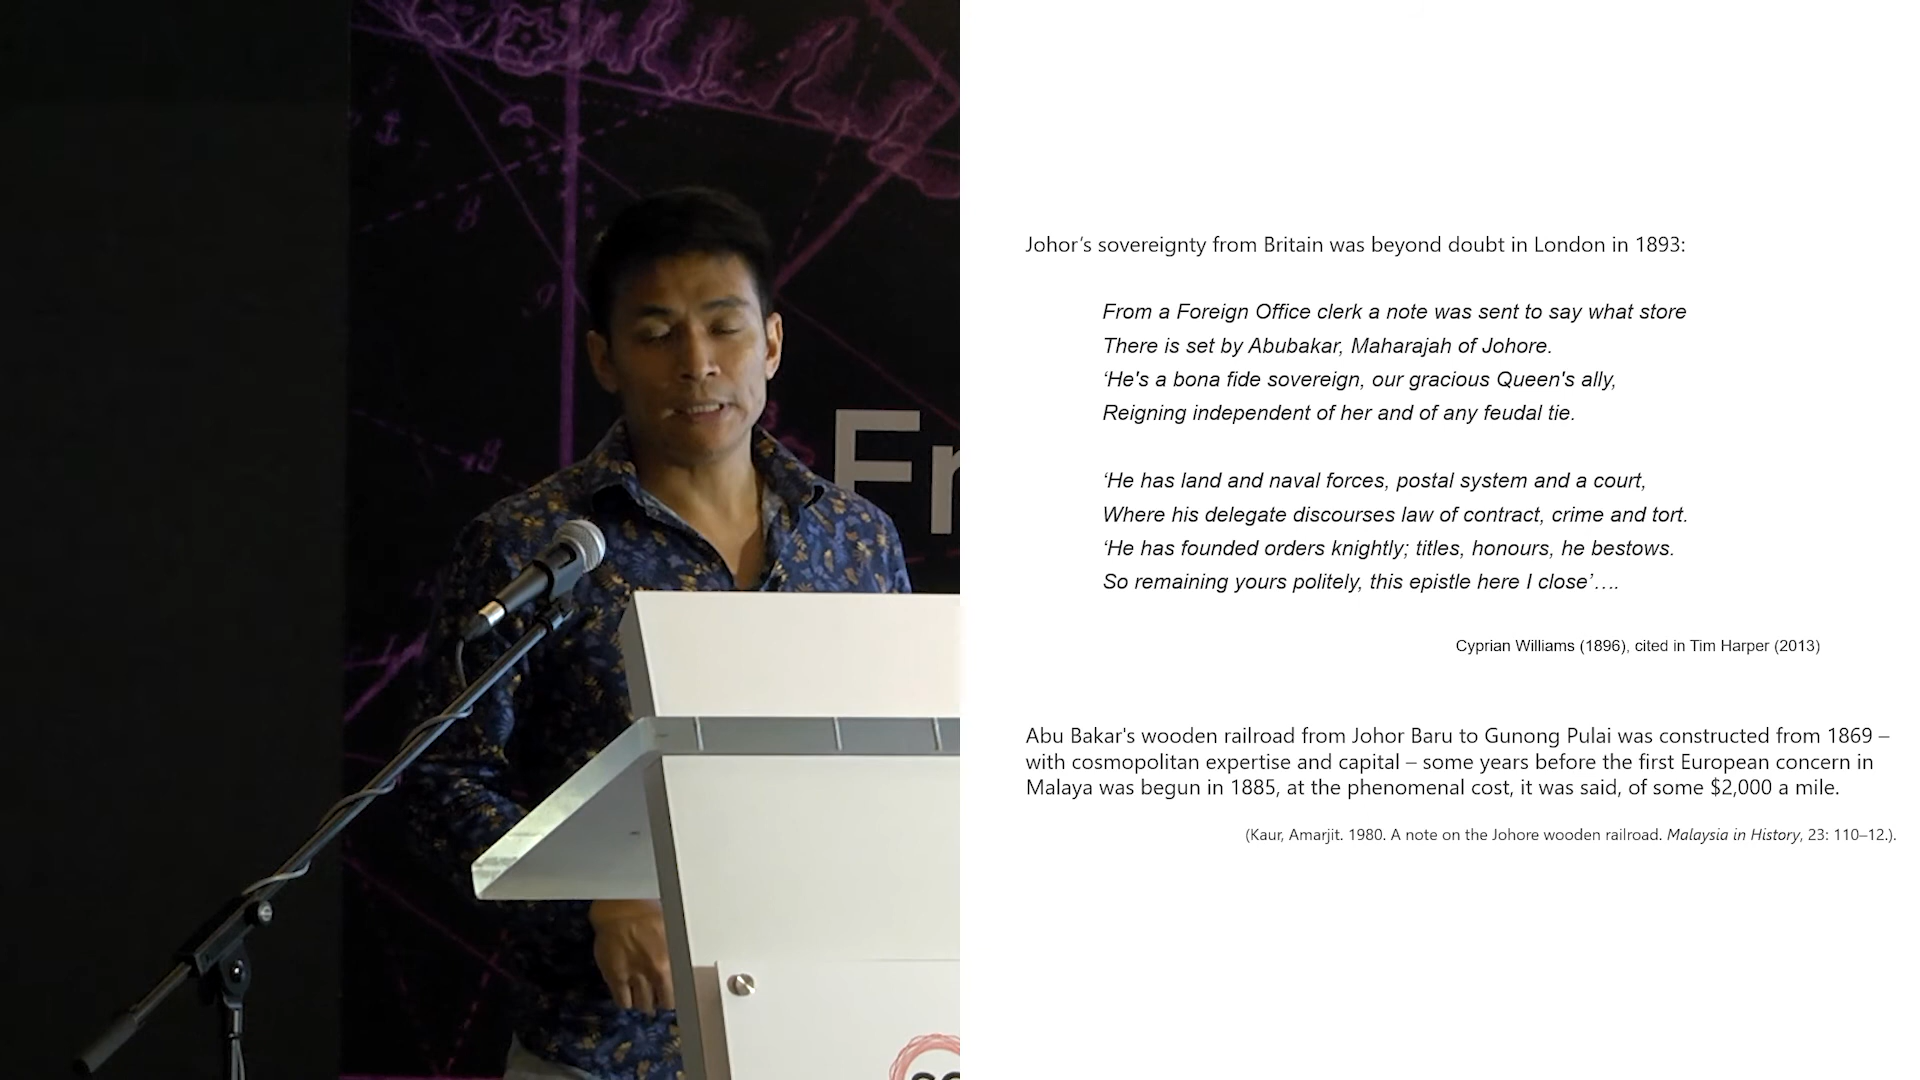 Fr
Johor’s sovereignty from Britain was beyond doubt in London in 1893:
From a Foreign Office clerk a note was sent to say what store
There is set by Abubakar, Maharajah of Johore.
‘He's a bona fide sovereign, our gracious Queen's ally,
Reigning independent of her and of any feudal tie.
‘He has land and naval forces, postal system and a court,
Where his delegate discourses law of contract, crime and tort.
‘He has founded orders knightly; titles, honours, he bestows.
So remaining yours politely, this epistle here I close’….
Cyprian Williams (1896), cited in Tim Harper (2013)
Abu Bakar's wooden railroad from Johor Baru to Gunong Pulai was constructed from 1869 –
with cosmopolitan expertise and capital – some years before the first European concern in
Malaya was begun in 1885, at the phenomenal cost, it was said, of some $2,000 a mile.
(Kaur, Amarjit. 1980. A note on the Johore wooden railroad. Malaysia in History, 23: 110–12.).